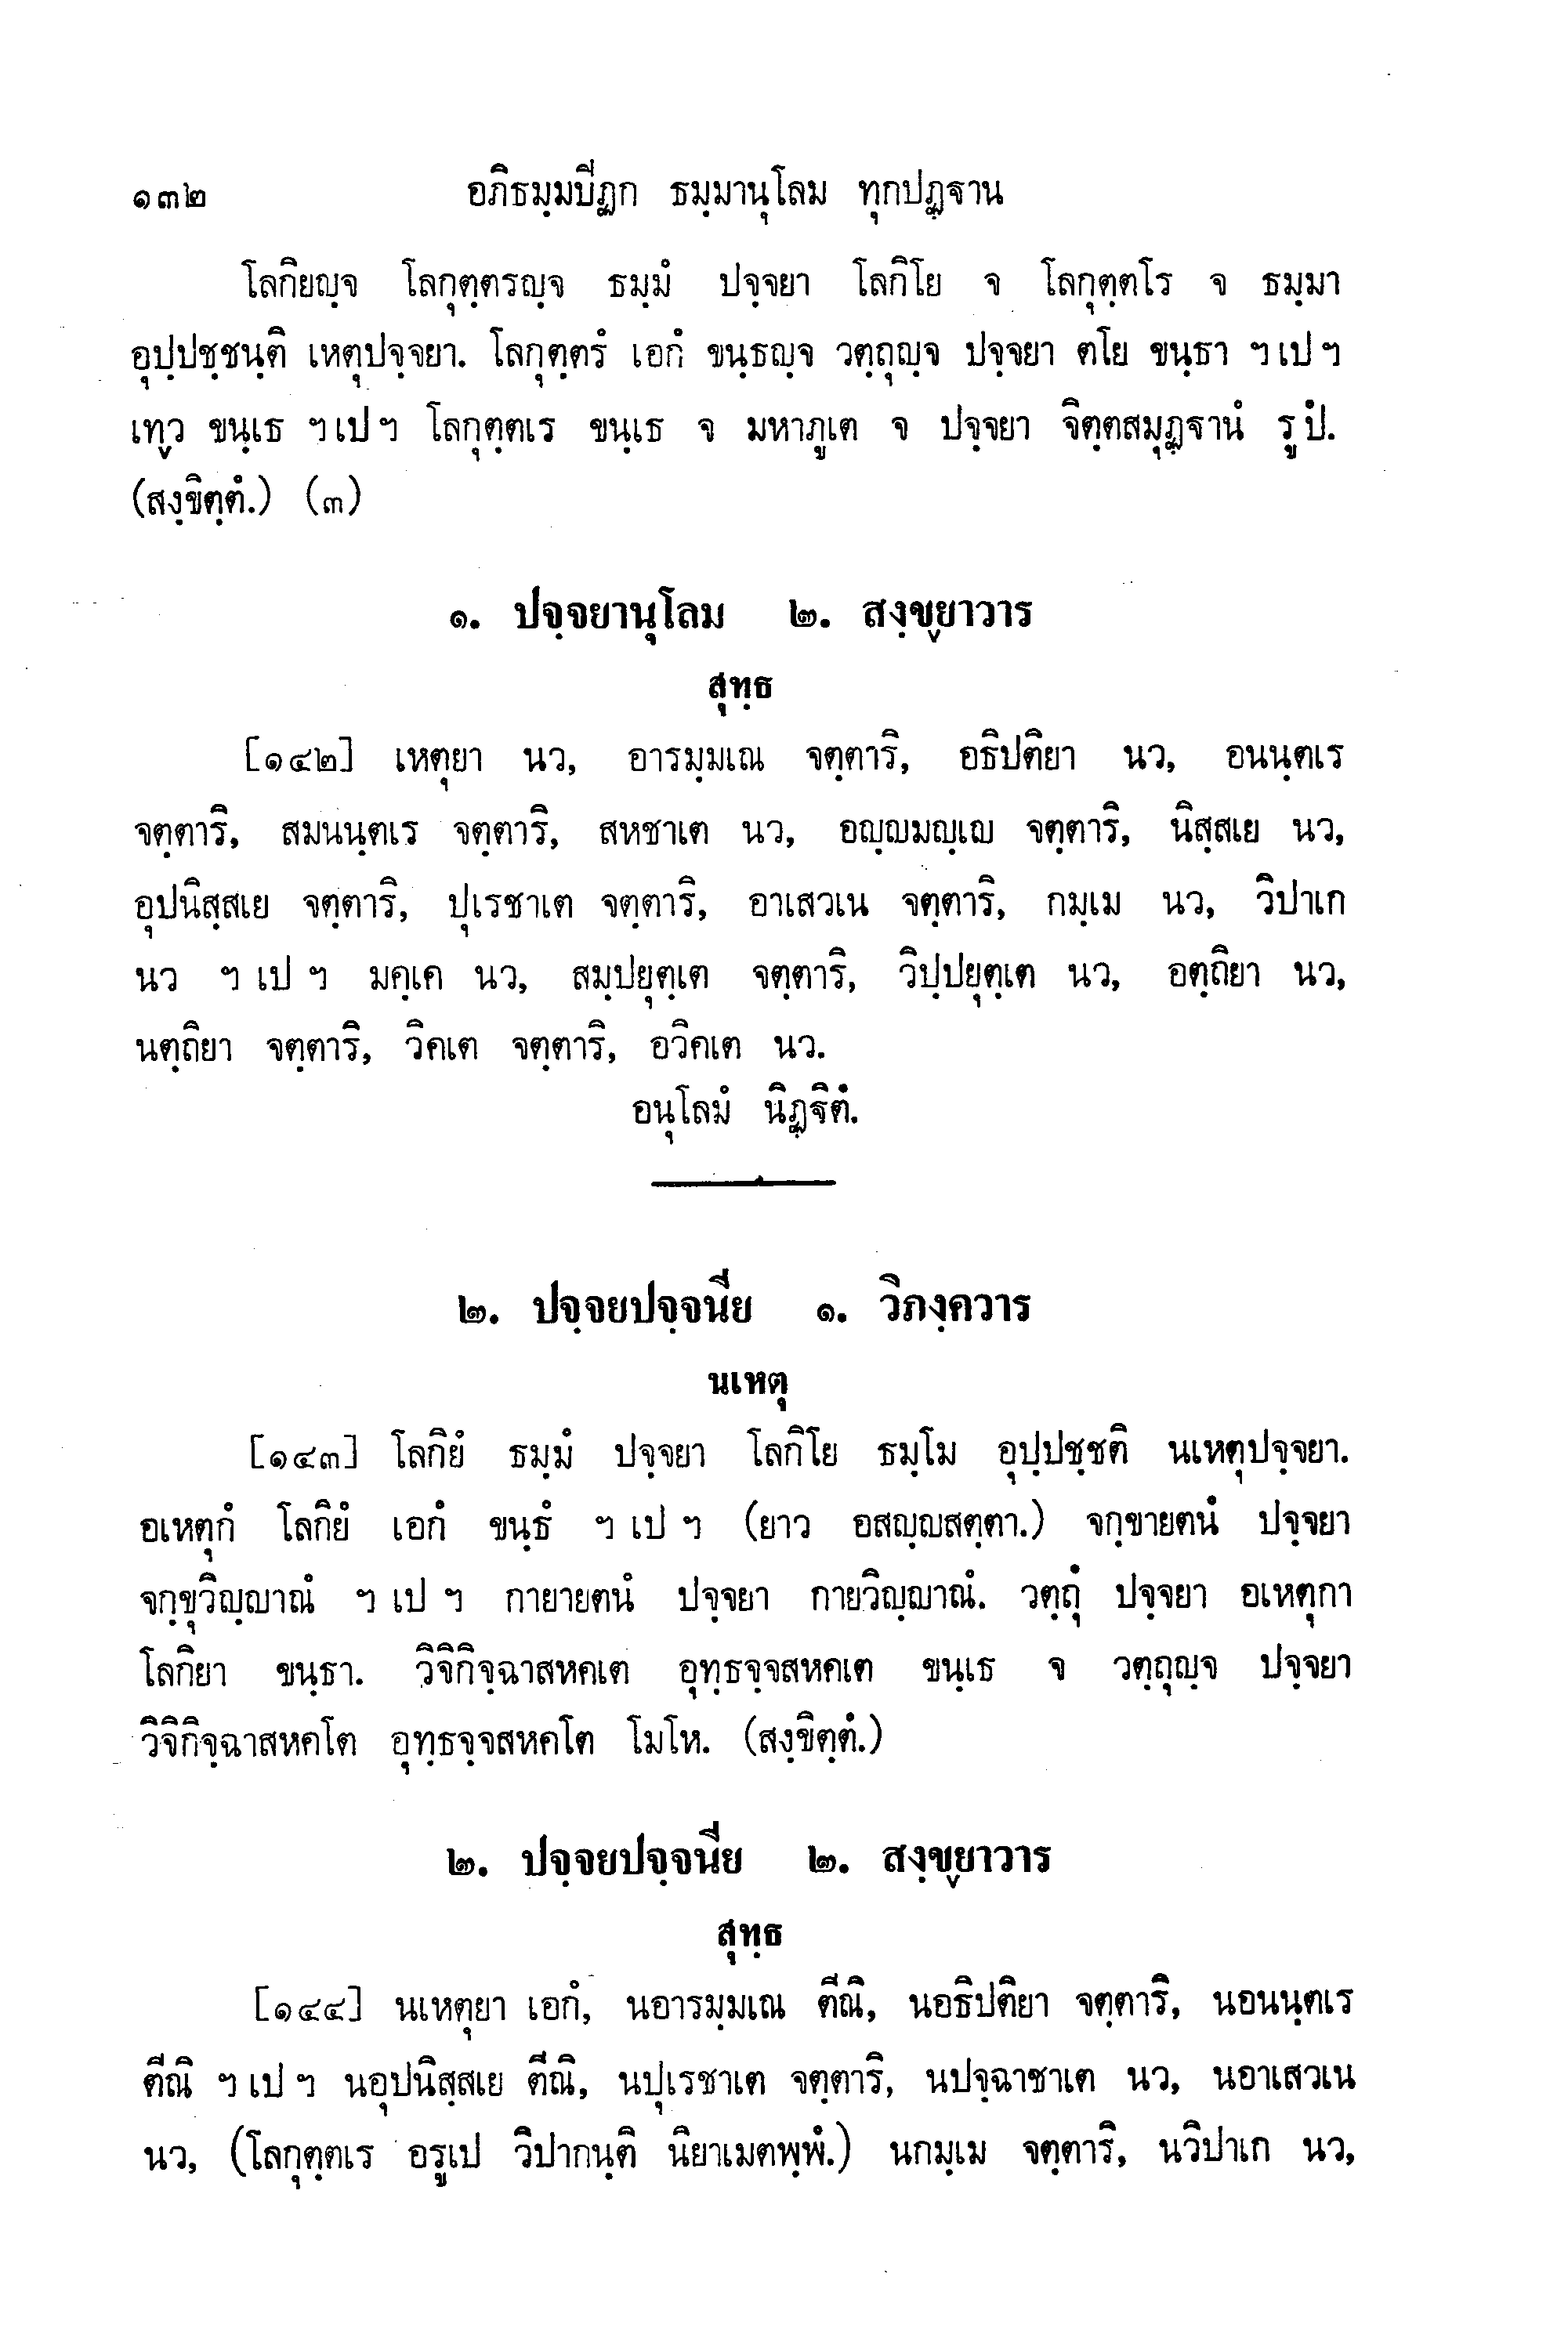 ๑๓๒ อภิธมฺมปิฏก ธมฺมานุโลม ทุกปฏฺฐาน
โลกิยญฺจ โลกุตฺตรญฺจ ธมฺมํ ปจฺจยา โลกิโย จ โลกุตฺตโร จ ธมฺมา
อุปฺปชฺชนฺติ เหตุปจฺจยา. โลกุตฺตรํ เอกํ ขนฺธญฺจ วตฺถุญฺจ ปจฺจยา ตโย ขนฺธา ฯ เป ฯ
เทฺว ขนฺเธ ฯ เป ฯ โลกุตฺตเร ขนฺเธ จ มหาภูเต จ ปจฺจยา จิตฺตสมุฏฺฐานํ รูปํ.
(สงฺขิตฺตํ.) (๓)
๑. ปจฺจยานุโลม ๒. สงฺขฺยาวาร
สุทฺธ
[๑๔๒] เหตุยา นว, อารมฺมเณ จตฺตาริ, อธิปติยา นว, อนนฺตเร
จตฺตาริ, สมนนฺตเร จตฺตาริ, สหชาเต นว, อญฺญมญฺเญ จตฺตาริ, นิสฺสเย นว,
อุปนิสฺสเย จตฺตาริ, ปุเรชาเต จตฺตาริ, อาเสวเน จตฺตาริ, กมฺเม นว, วิปาเก
นว ฯ เป ฯ มคฺเค นว, สมฺปยุตฺเต จตฺตาริ, วิปฺปยุตฺเต นว, อตฺถิยา นว,
นตฺถิยา จตฺตาริ, วิคเต จตฺตาริ, อวิคเต นว.
อนุโลมํ นิฏฺฐิตํ.
๒. ปจฺจยปจฺจนีย ๑. วิภงฺควาร
นเหตุ
[๑๔๓] โลกิยํ ธมฺมํ ปจฺจยา โลกิโย ธมฺโม อุปฺปชฺชติ นเหตุปจฺจยา.
อเหตุกํ โลกิยํ เอกํ ขนฺธํ ฯ เป ฯ (ยาว อสญฺญสตฺตา.) จกฺขายตนํ ปจฺจยา
จกฺขุวิญฺญาณํ ฯ เป ฯ กายายตนํ ปจฺจยา กายวิญฺญาณํ. วตฺถุํ ปจฺจยา อเหตุกา
โลกิยา ขนฺธา. วิจิกิจฺฉาสหคเต อุทฺธจฺจสหคเต ขนฺเธ จ วตฺถุญฺจ ปจฺจยา
วิจิกิจฺฉาสหคโต อุทฺธจฺจสหคโต โมโห. (สงฺขิตฺตํ.)
๒. ปจฺจยปจฺจนีย ๒. สงฺขฺยาวาร
สุทฺธ
[๑๔๔] นเหตุยา เอกํ, นอารมฺมเณ ตีณิ, นอธิปติยา จตฺตาริ, นอนนฺตเร
ตีณิ ฯ เป ฯ นอุปนิสฺสเย ตีณิ, นปุเรชาเต จตฺตาริ, นปจฺฉาชาเต นว, นอาเสวเน
นว, (โลกุตฺตเร อรูเป วิปากนฺติ นิยาเมตพฺพํ.) นกมฺเม จตฺตาริ, นวิปาเก นว,